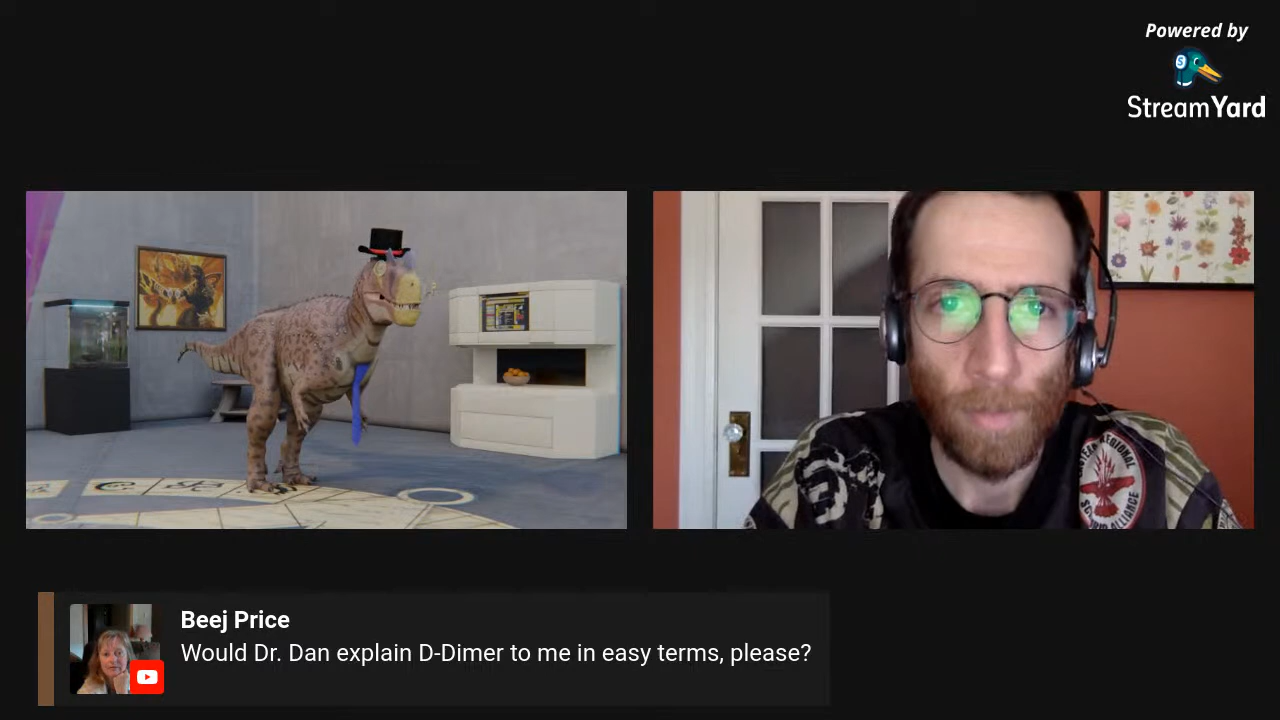 Powered by
StreamYard
Beej Price
Would Dr. Dan explain D-Dimer to me in easy terms, please?